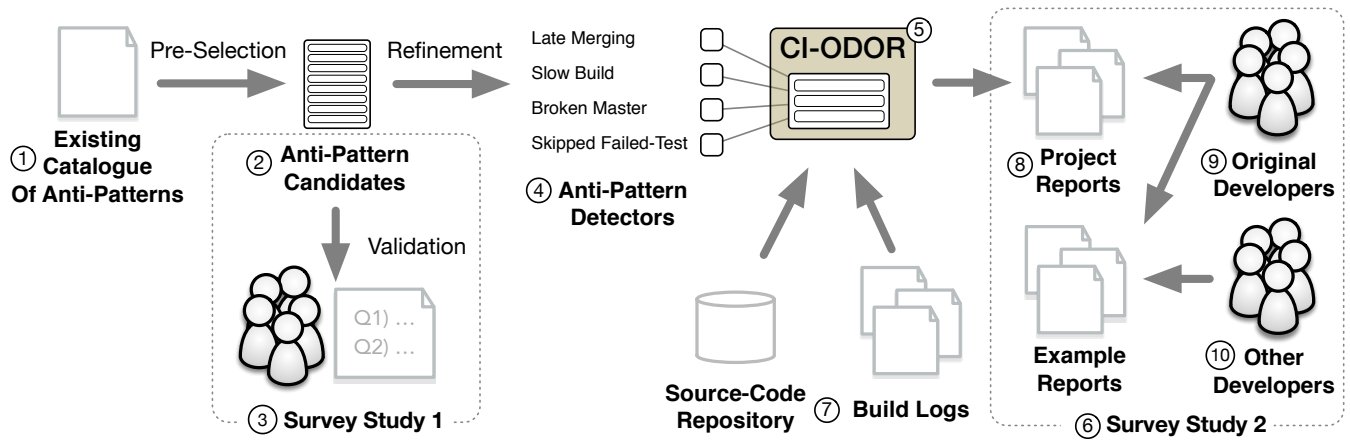 Pre-Selection
Refinement
1 Existing
Catalogue
Of Anti-Patterns
2 Anti-Pattern
Candidates
Validation
Q1) ...
Q2) ...
3 Survey Study 1
Late Merging
Slow Build
Broken Master
Skipped Failed-Test
4 Anti-Pattern
Detectors
CI-ODOR
5
Source-Code
Repository
7 Build Logs
8 Project
Reports
9 Original
Developers
Example
Reports
10 Other
Developers
6 Survey Study 2